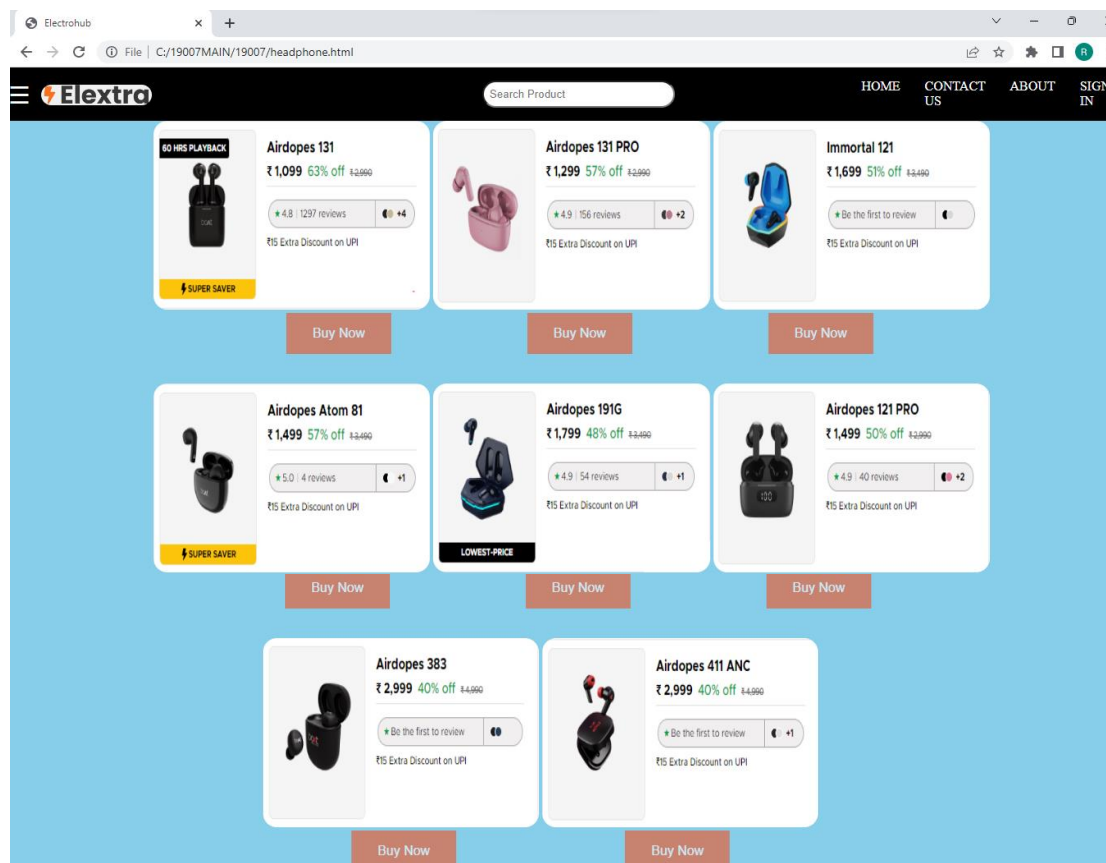 Electrohub
File C:/19007MAIN/19007/headphone.html
R
Elextra
Search Product
HOME CONTACT US ABOUT SIGN IN
60 HRS PLAYBACK
Airdopes 131
₹ 1,099 63% off ₹2,990
★ 4.8 | 1297 reviews +4
₹15 Extra Discount on UPI
SUPER SAVER
Buy Now
Airdopes 131 PRO
₹ 1,299 57% off ₹2,990
★ 4.9 | 156 reviews +2
₹15 Extra Discount on UPI
Buy Now
Immortal 121
₹ 1,699 51% off ₹3,490
★ Be the first to review
₹15 Extra Discount on UPI
Buy Now
Airdopes Atom 81
₹ 1,499 57% off ₹3,490
★ 5.0 | 4 reviews +1
₹15 Extra Discount on UPI
SUPER SAVER
Buy Now
Airdopes 191G
₹ 1,799 48% off ₹3,490
★ 4.9 | 54 reviews +1
₹15 Extra Discount on UPI
LOWEST-PRICE
Buy Now
Airdopes 121 PRO
₹ 1,499 50% off ₹2,990
★ 4.9 | 40 reviews +2
₹15 Extra Discount on UPI
100
Buy Now
Airdopes 383
₹ 2,999 40% off ₹4,990
★ Be the first to review
₹15 Extra Discount on UPI
Buy Now
Airdopes 411 ANC
₹ 2,999 40% off ₹4,990
★ Be the first to review +1
₹15 Extra Discount on UPI
Buy Now